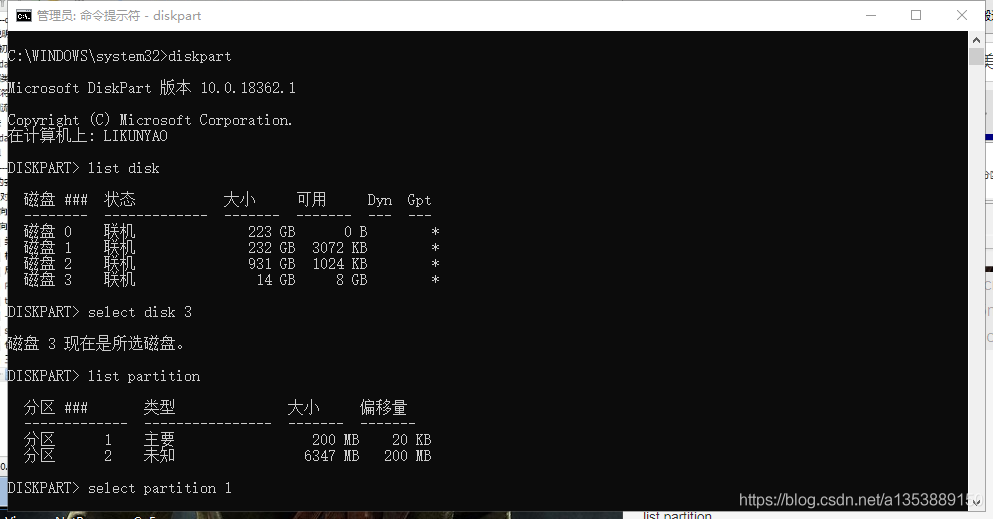 管理员: 命令提示符 - diskpart
C:\WINDOWS\system32>diskpart
Microsoft DiskPart 版本 10.0.18362.1
Copyright (C) Microsoft Corporation.
在计算机上: LIKUNYAO
DISKPART> list disk
磁盘 ### 状态 大小 可用 Dyn Gpt
-------- ------------- ------- ------- --- ---
磁盘 0 联机 223 GB 0 B *
磁盘 1 联机 232 GB 3072 KB *
磁盘 2 联机 931 GB 1024 KB *
磁盘 3 联机 14 GB 8 GB *
DISKPART> select disk 3
磁盘 3 现在是所选磁盘。
DISKPART> list partition
分区 ### 类型 大小 偏移量
------------- ---------------- ------- -------
分区 1 主要 200 MB 20 KB
分区 2 未知 6347 MB 200 MB
DISKPART> select partition 1
list partition